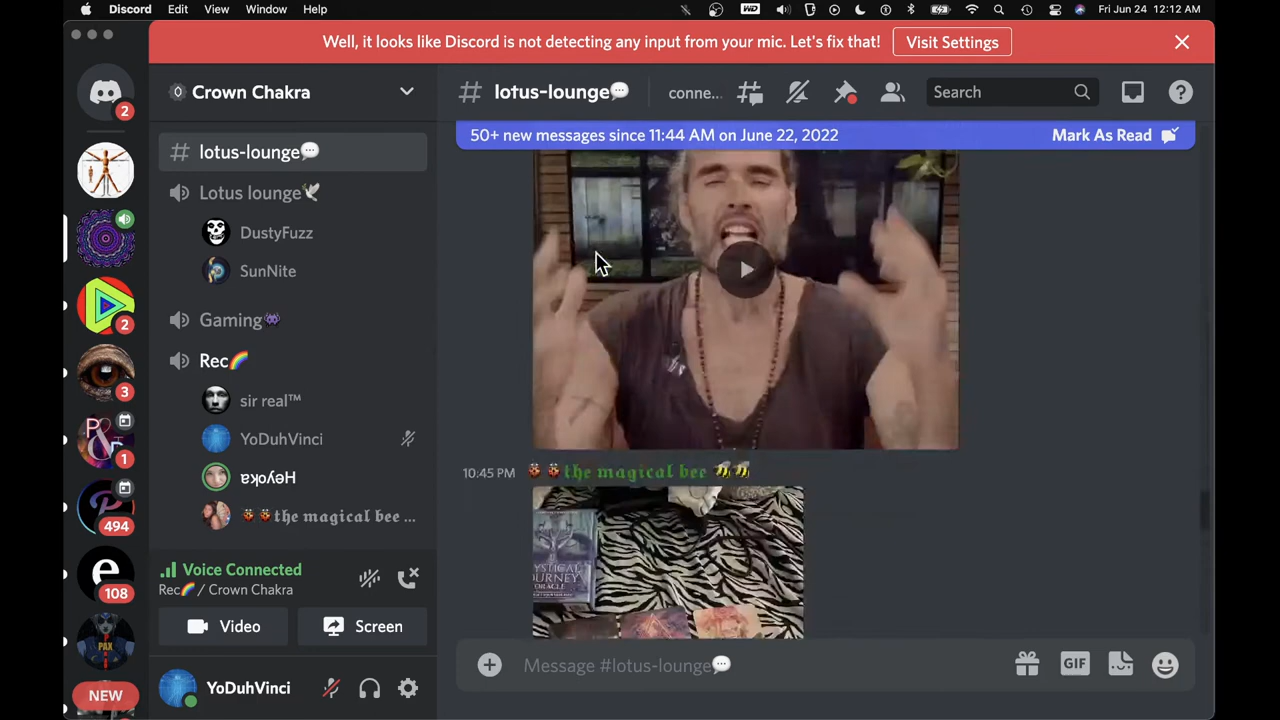 Discord Edit View Window Help
WD
Fri Jun 24 12:12 AM
Well, it looks like Discord is not detecting any input from your mic. Let's fix that!
Visit Settings
2
Crown Chakra
lotus-lounge💬
conne...
Search
50+ new messages since 11:44 AM on June 22, 2022
Mark As Read
lotus-lounge💬
Lotus lounge🕊
DustyFuzz
SunNite
Gaming👾
Rec🌈
sir real™
YoDuhVinci
ɐʞoʎǝH
🐞🐞𝖙𝖍𝖊 𝖒𝖆𝖌𝖎𝖈𝖆𝖑 𝖇𝖊𝖊 ...
2
3
P&
1
494
e
108
PAX
NEW
10:45 PM 🐞🐞𝖙𝖍𝖊 𝖒𝖆𝖌𝖎𝖈𝖆𝖑 𝖇𝖊𝖊 🐝🐝
ORACLE
Voice Connected
Rec🌈 / Crown Chakra
Video
Screen
YoDuhVinci
Message #lotus-lounge💬
GIF